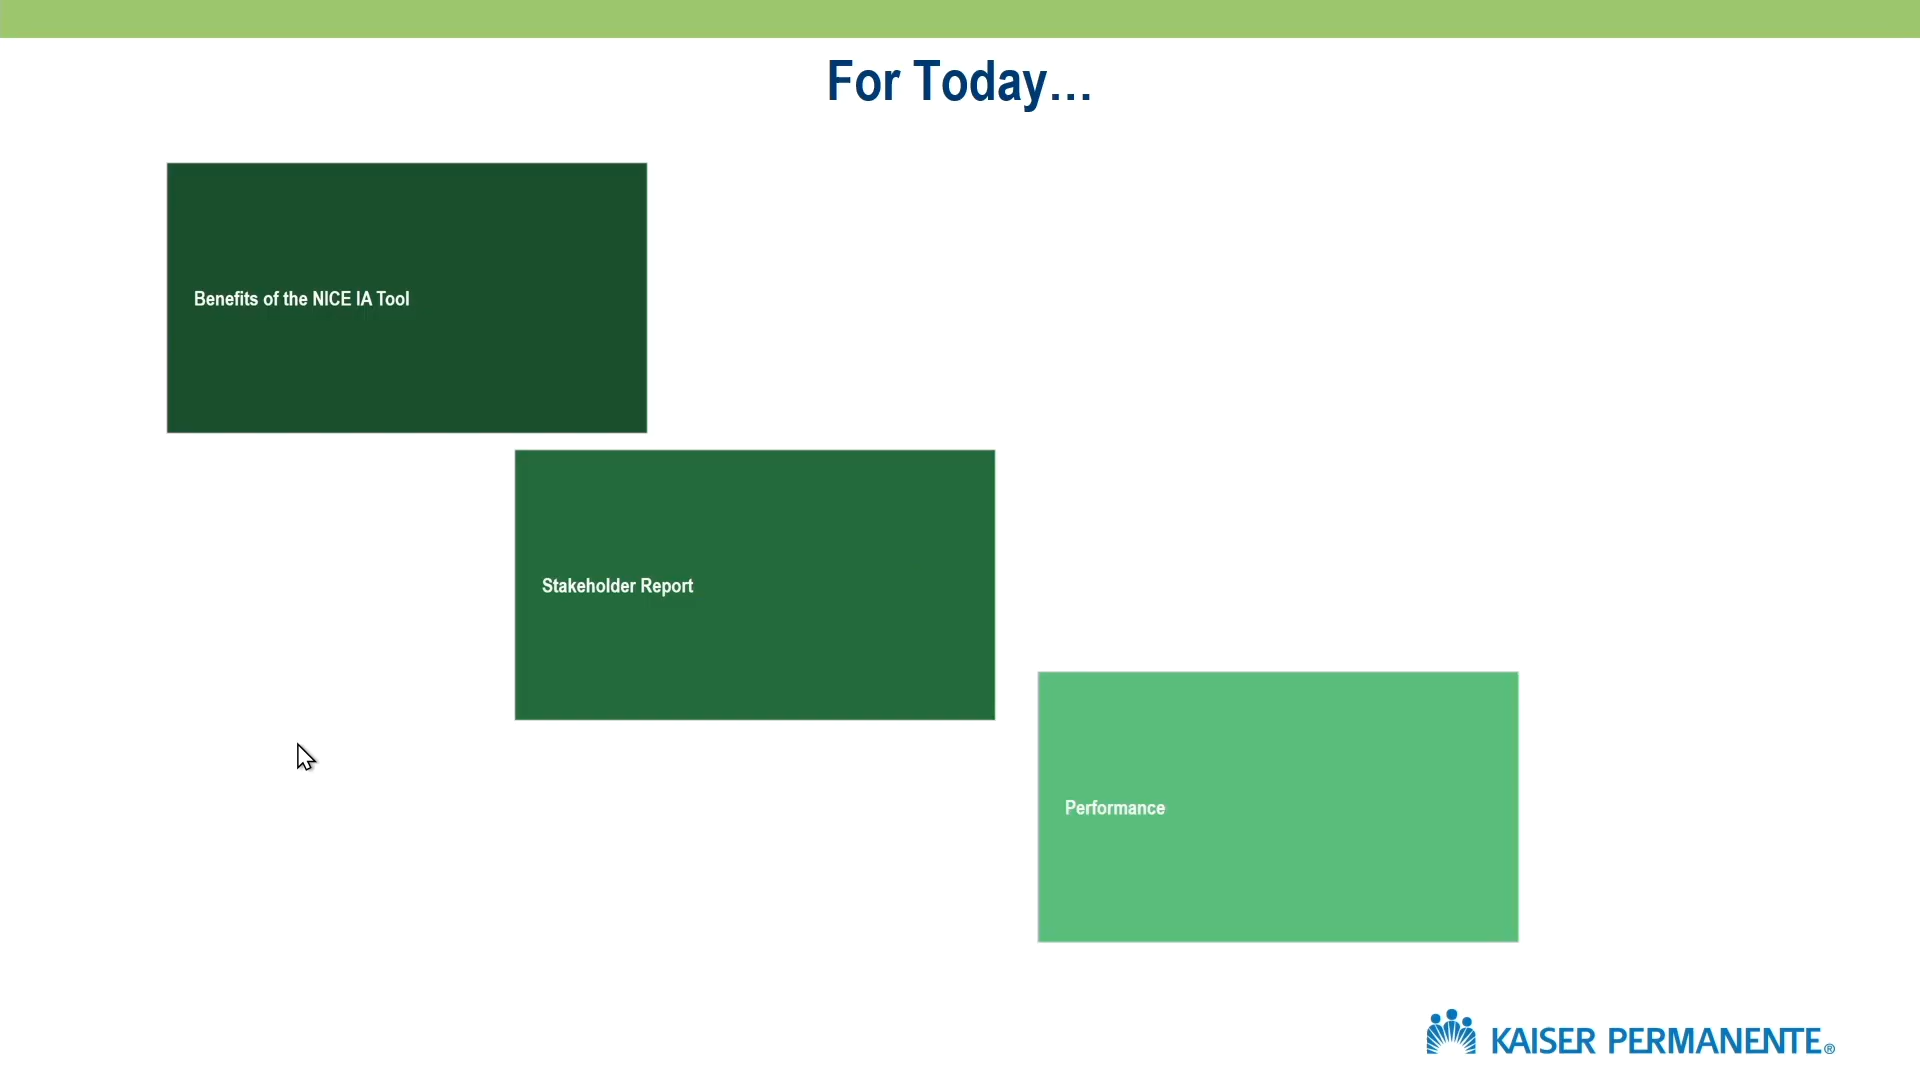 For Today...
Benefits of the NICE IA Tool
Stakeholder Report
Performance
KAISER PERMANENTE®